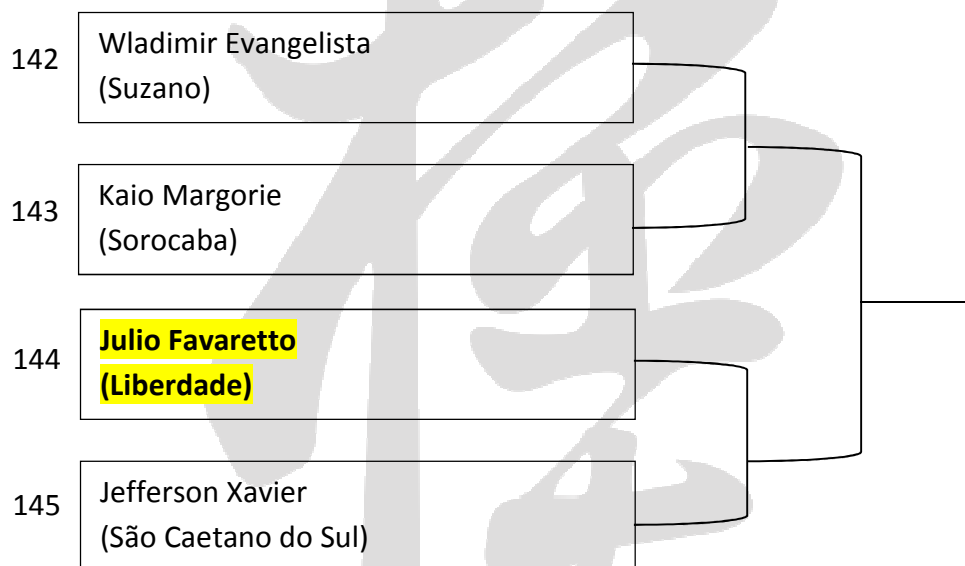 142
Wladimir Evangelista
(Suzano)
143
Kaio Margorie
(Sorocaba)
144
Julio Favaretto
(Liberdade)
145
Jefferson Xavier
(São Caetano do Sul)